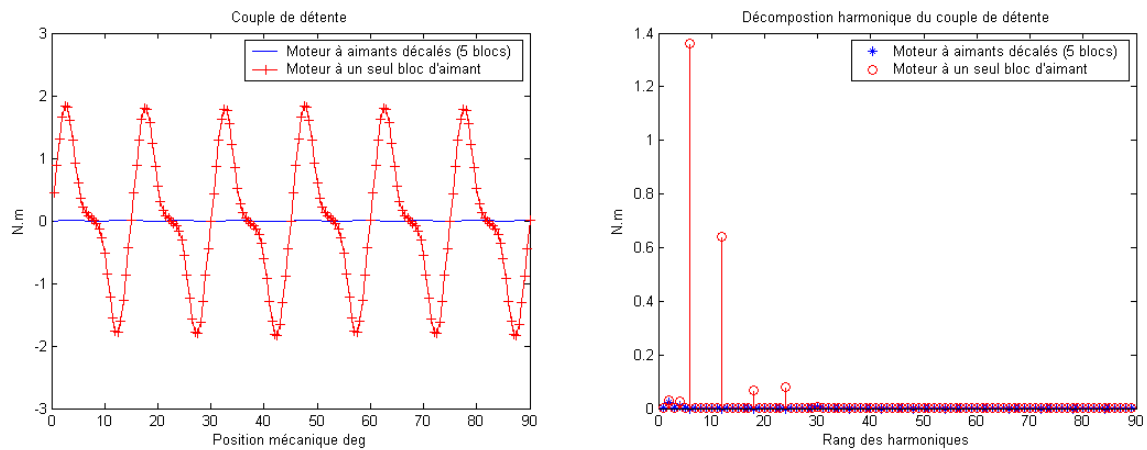 Couple de détente
Moteur à aimants décalés (5 blocs)
Moteur à un seul bloc d'aimant
N.m
3
2
1
0
-1
-2
-3
0 10 20 30 40 50 60 70 80 90
Position mécanique deg
Décompostion harmonique du couple de détente
Moteur à aimants décalés (5 blocs)
Moteur à un seul bloc d'aimant
N.m
1.4
1.2
1
0.8
0.6
0.4
0.2
0
0 10 20 30 40 50 60 70 80 90
Rang des harmoniques